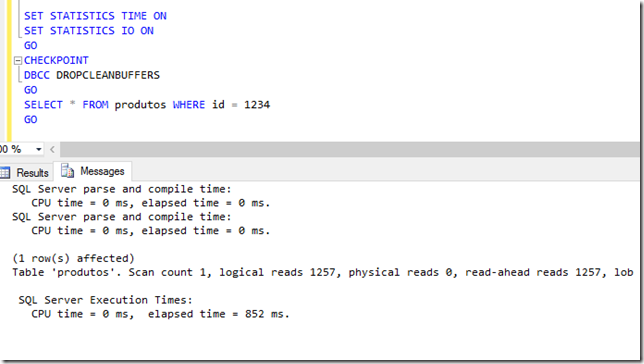 SET STATISTICS TIME ON
SET STATISTICS IO ON
GO
CHECKPOINT
DBCC DROPCLEANBUFFERS
GO
SELECT * FROM produtos WHERE id = 1234
GO
00 %
Results Messages
SQL Server parse and compile time:
CPU time = 0 ms, elapsed time = 0 ms.
SQL Server parse and compile time:
CPU time = 0 ms, elapsed time = 0 ms.
(1 row(s) affected)
Table 'produtos'. Scan count 1, logical reads 1257, physical reads 0, read-ahead reads 1257, lob
SQL Server Execution Times:
CPU time = 0 ms,  elapsed time = 852 ms.